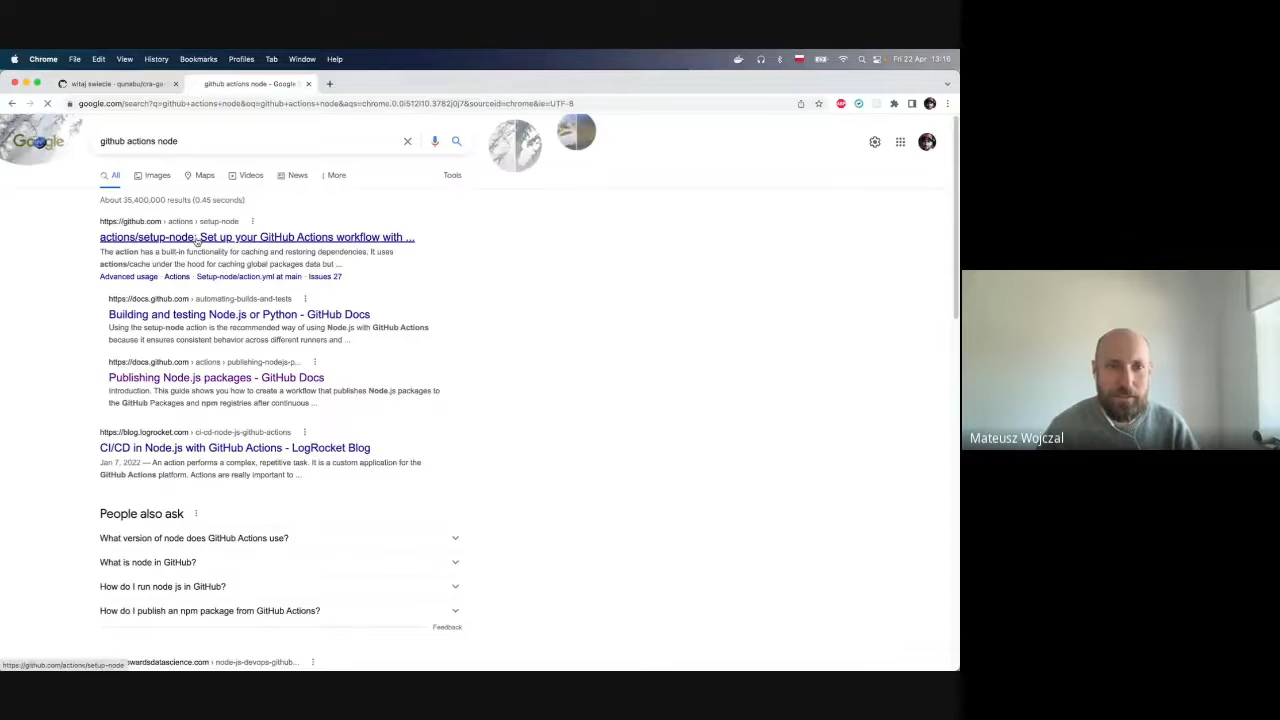 Chrome File Edit View History Bookmarks Profiles Tab Window Help
Fri 22 Apr 13:16
witaj swiecie · qunabu/cra-ga
github actions node - Google
google.com/search?q=github+actions+node&oq=github+actions+node&aqs=chrome.0.0i512l10.3782j0j7&sourceid=chrome&ie=UTF-8
Google
github actions node
All Images Maps Videos News More Tools
About 35,400,000 results (0.45 seconds)
https://github.com › actions › setup-node
actions/setup-node: Set up your GitHub Actions workflow with ...
The action has a built-in functionality for caching and restoring dependencies. It uses
actions/cache under the hood for caching global packages data but ...
Advanced usage · Actions · Setup-node/action.yml at main · Issues 27
https://docs.github.com › automating-builds-and-tests
Building and testing Node.js or Python - GitHub Docs
Using the setup-node action is the recommended way of using Node.js with GitHub Actions
because it ensures consistent behavior across different runners and ...
https://docs.github.com › actions › publishing-nodejs-p...
Publishing Node.js packages - GitHub Docs
Introduction. This guide shows you how to create a workflow that publishes Node.js packages to
the GitHub Packages and npm registries after continuous ...
https://blog.logrocket.com › ci-cd-node-js-github-actions
CI/CD in Node.js with GitHub Actions - LogRocket Blog
Jan 7, 2022 — An action performs a complex, repetitive task. It is a custom application for the
GitHub Actions platform. Actions are really important to ...
People also ask
What version of node does GitHub Actions use?
What is node in GitHub?
How do I run node js in GitHub?
How do I publish an npm package from GitHub Actions?
Feedback
https://github.com/actions/setup-node
wardsdatascience.com › node-js-devops-github...
Mateusz Wojczal